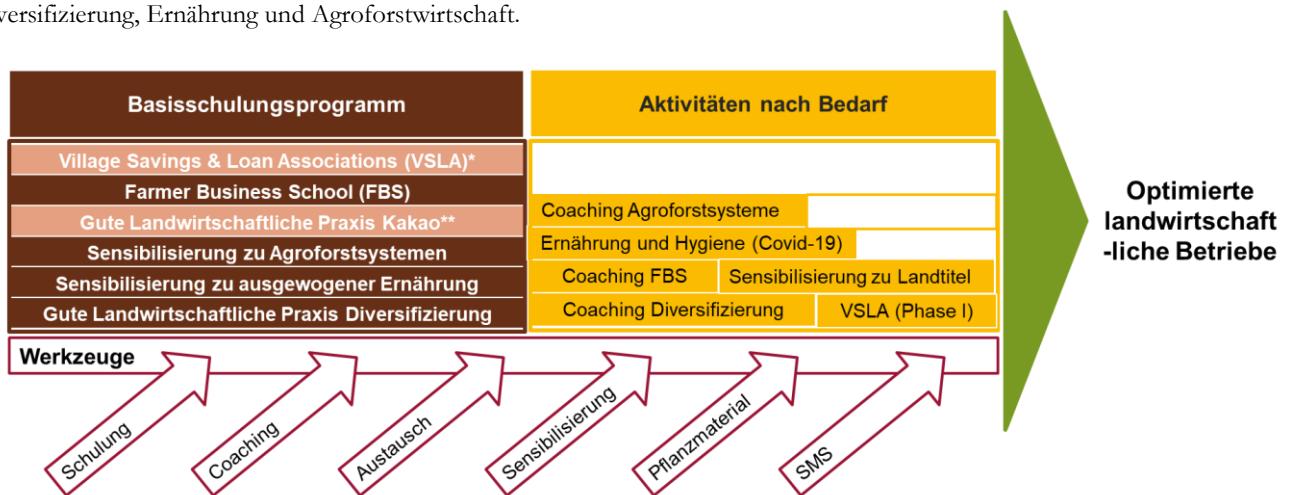 versifizierung, Ernährung und Agroforstwirtschaft.
Basisschulungsprogramm
Village Savings & Loan Associations (VSLA)*
Farmer Business School (FBS)
Gute Landwirtschaftliche Praxis Kakao**
Sensibilisierung zu Agroforstsystemen
Sensibilisierung zu ausgewogener Ernährung
Gute Landwirtschaftliche Praxis Diversifizierung
Aktivitäten nach Bedarf
Coaching Agroforstsysteme
Ernährung und Hygiene (Covid-19)
Coaching FBS
Sensibilisierung zu Landtitel
Coaching Diversifizierung
VSLA (Phase I)
Werkzeuge
Schulung
Coaching
Austausch
Sensibilisierung
Pflanzmaterial
SMS
Optimierte
landwirtschaft
-liche Betriebe